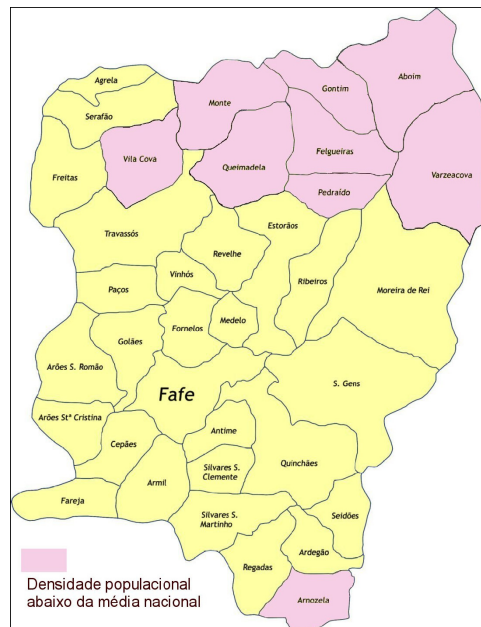 Agrela
Serafão
Monte
Gontim
Aboim
Freitas
Vila Cova
Queimadela
Felgueiras
Pedraído
Varzeacova
Travassós
Revelhe
Estorãos
Vinhós
Ribeiros
Moreira de Rei
Paços
Golães
Fornelos
Medelo
Arões S. Romão
Fafe
S. Gens
Arões Stª Cristina
Cepães
Antime
Silvares S.
Clemente
Quinchães
Fareja
Armil
Silvares S.
Martinho
Seidões
Regadas
Ardegão
Arnozela
Densidade populacional
abaixo da média nacional